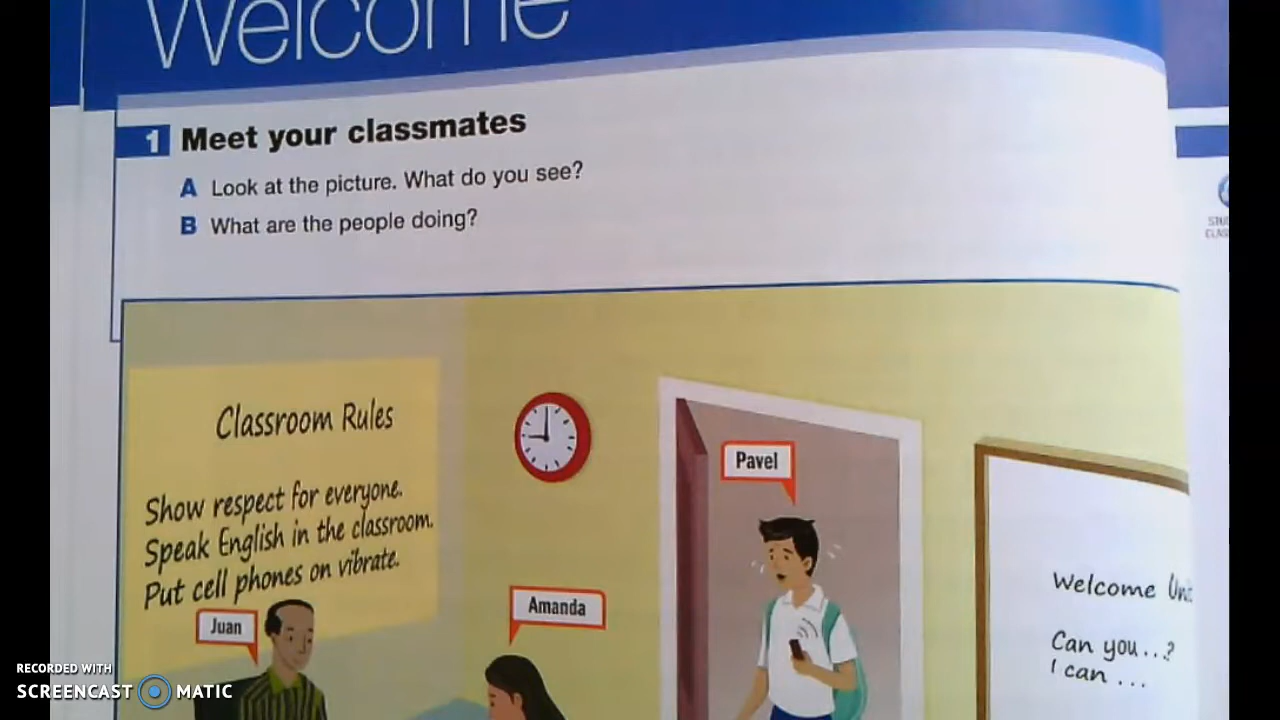 Welcome
1 Meet your classmates
A Look at the picture. What do you see?
B What are the people doing?
Classroom Rules
Show respect for everyone.
Speak English in the classroom.
Put cell phones on vibrate.
Juan
Amanda
Pavel
Welcome
Can you...?
I can ...
RECORDED WITH
SCREENCAST MATIC